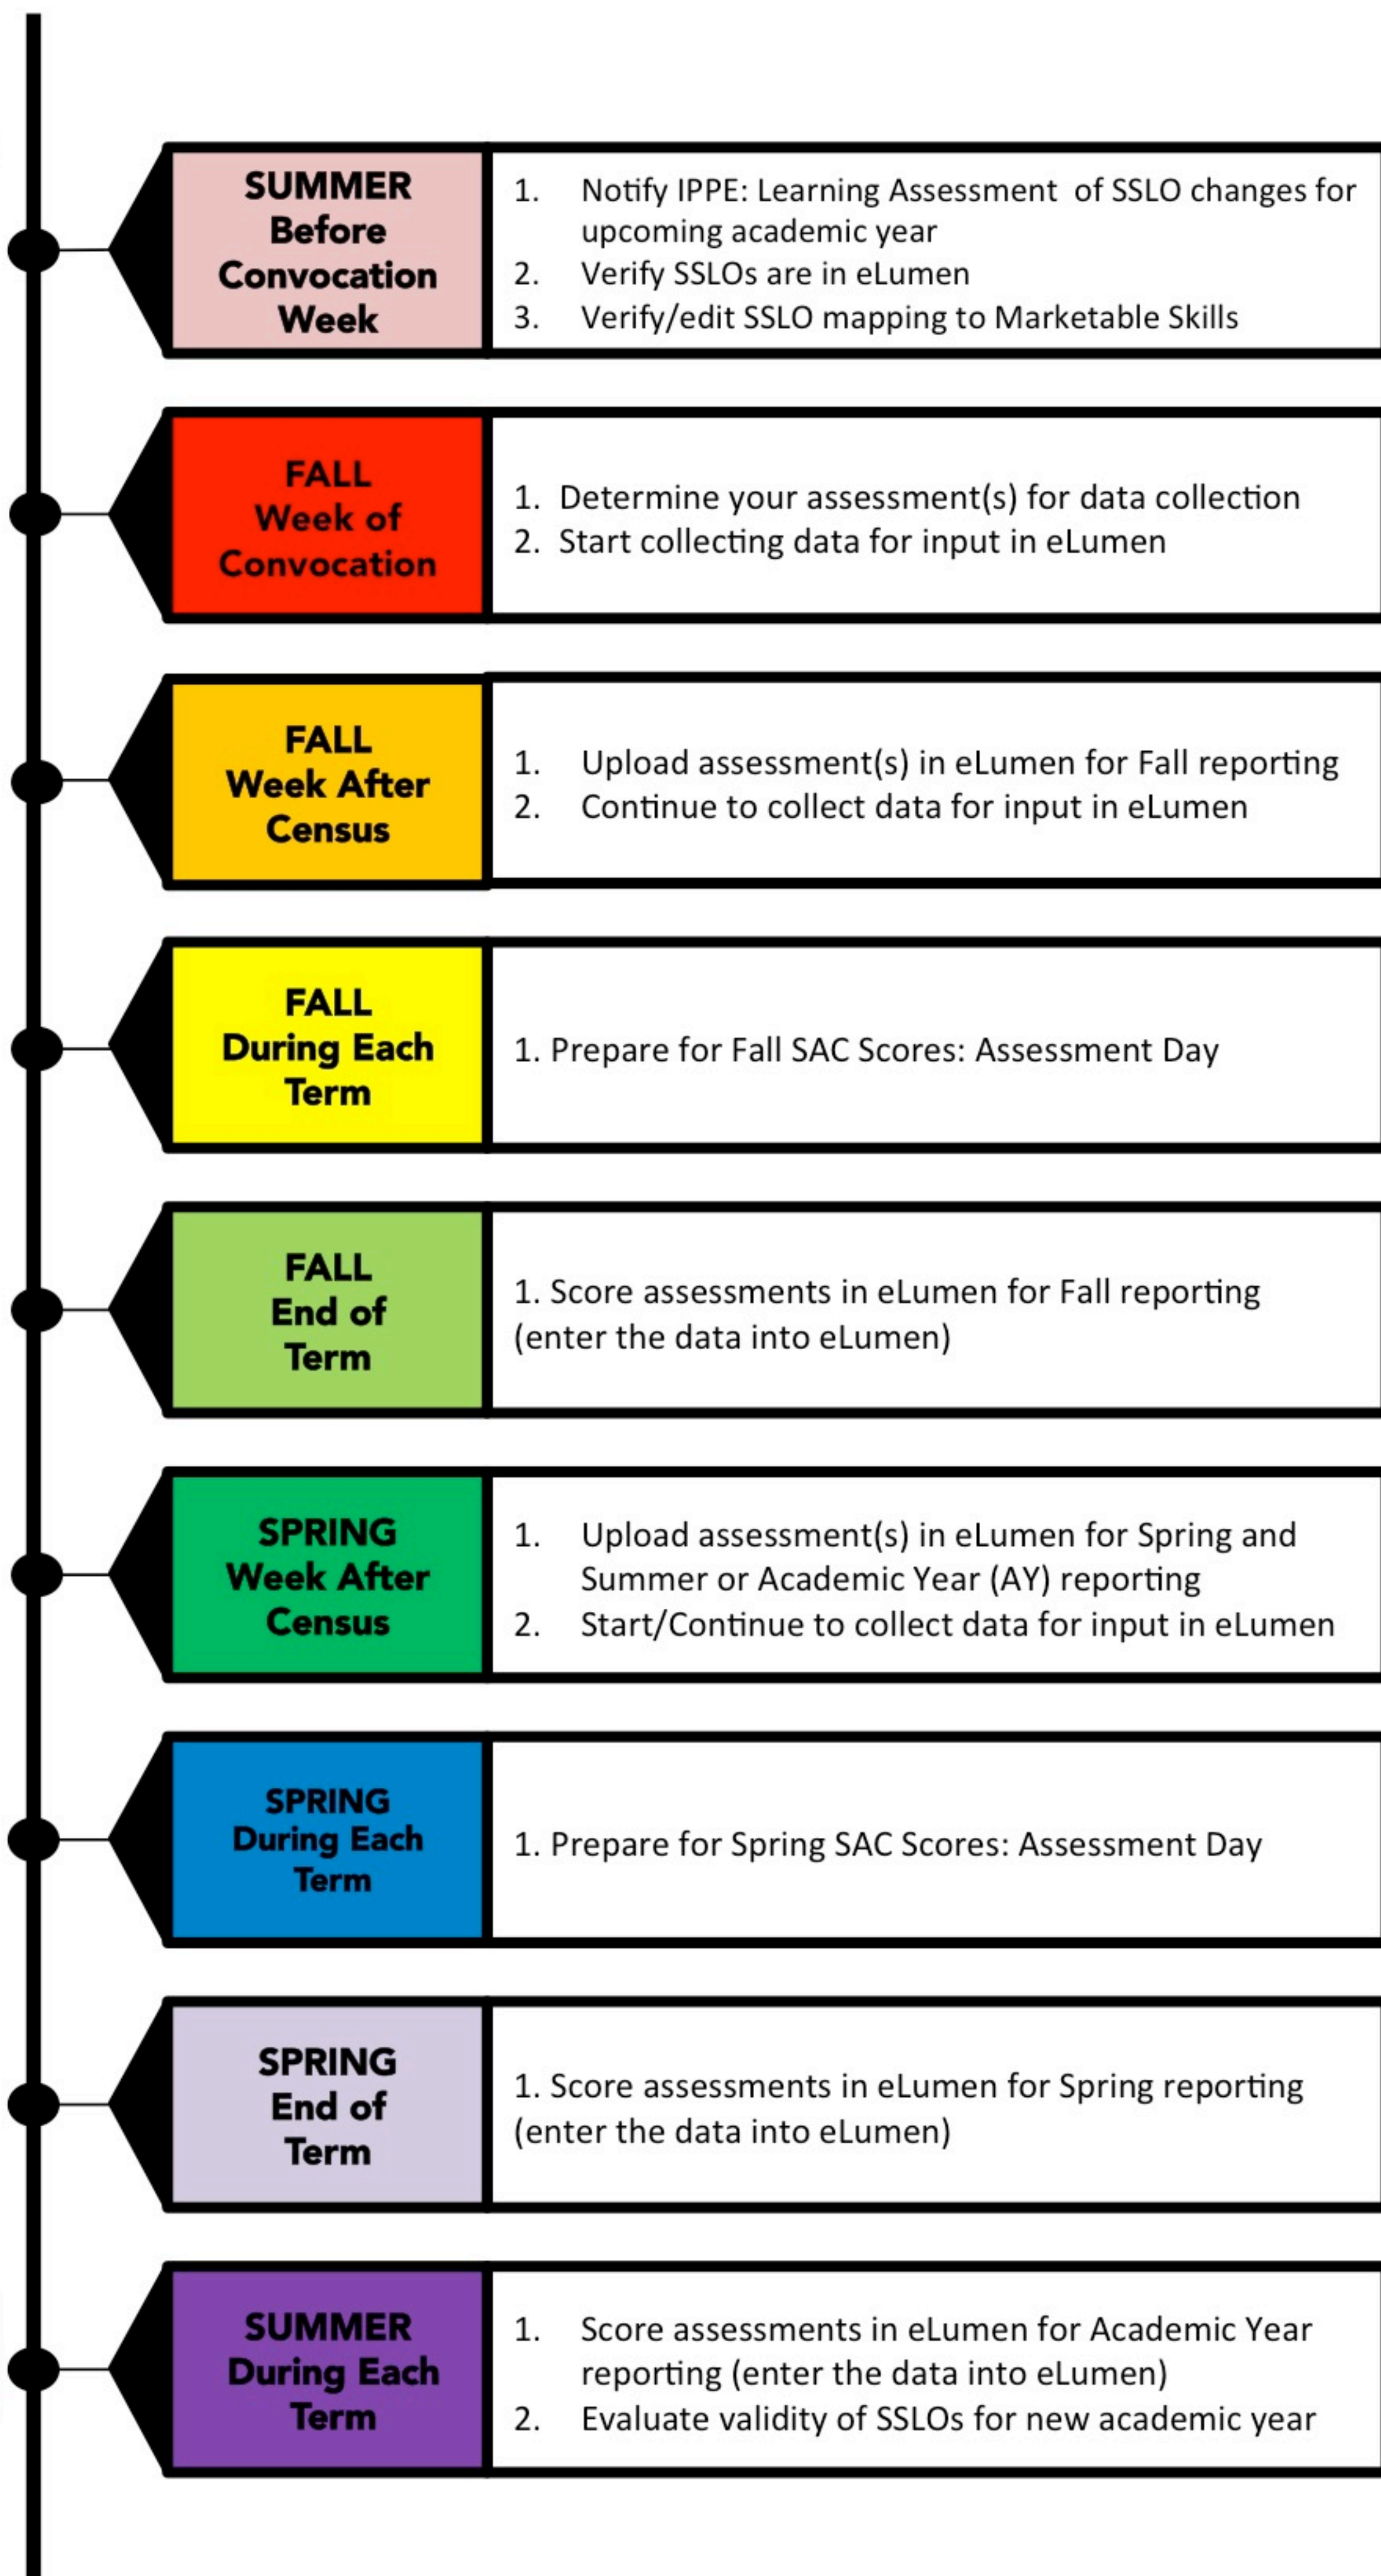 SUMMER
Before
Convocation
Week
1. Notify IPPE: Learning Assessment of SSLO changes for
upcoming academic year
2. Verify SSLOs are in eLumen
3. Verify/edit SSLO mapping to Marketable Skills
FALL
Week of
Convocation
1. Determine your assessment(s) for data collection
2. Start collecting data for input in eLumen
FALL
Week After
Census
1. Upload assessment(s) in eLumen for Fall reporting
2. Continue to collect data for input in eLumen
FALL
During Each
Term
1. Prepare for Fall SAC Scores: Assessment Day
FALL
End of
Term
1. Score assessments in eLumen for Fall reporting
(enter the data into eLumen)
SPRING
Week After
Census
1. Upload assessment(s) in eLumen for Spring and
Summer or Academic Year (AY) reporting
2. Start/Continue to collect data for input in eLumen
SPRING
During Each
Term
1. Prepare for Spring SAC Scores: Assessment Day
SPRING
End of
Term
1. Score assessments in eLumen for Spring reporting
(enter the data into eLumen)
SUMMER
During Each
Term
1. Score assessments in eLumen for Academic Year
reporting (enter the data into eLumen)
2. Evaluate validity of SSLOs for new academic year